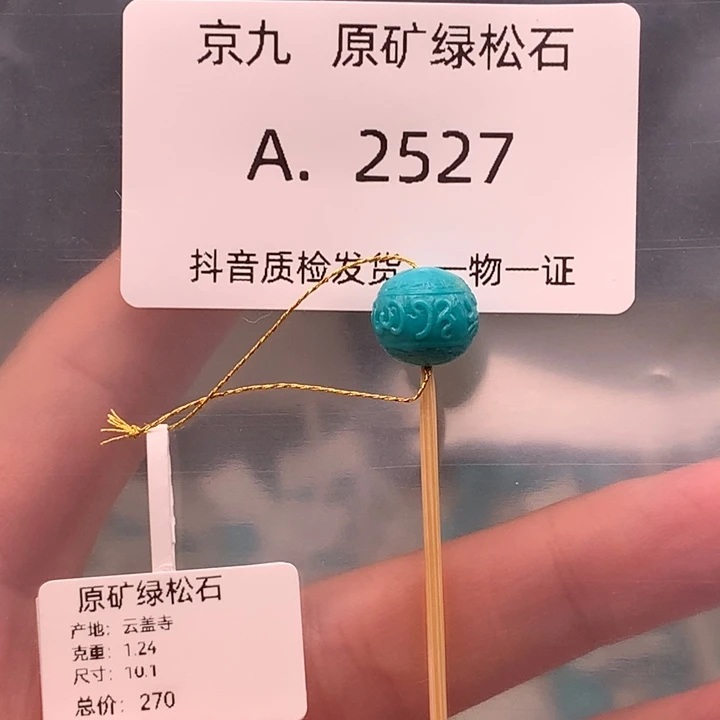 京九 原矿绿松石
A. 2527
抖音质检发货 一物一证
原矿绿松石
产地：云盖寺
克重：1.24
尺寸：10.1
总价：270